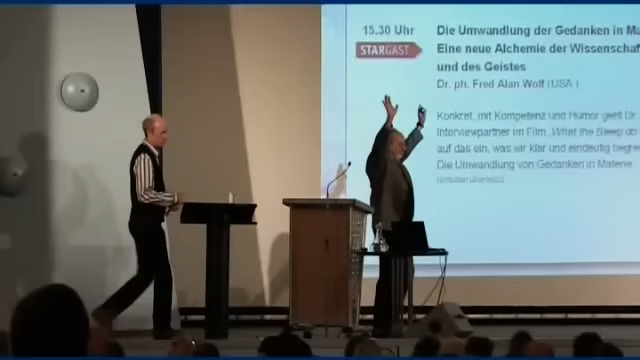 15.30 Uhr
STARGAST
Die Umwandlung der Gedanken in Ma
Eine neue Alchemie der Wissenschaf
und des Geistes
Dr. ph. Fred Alan Wolf (USA)
Konkret, mit Kompetenz und Humor geht Dr.
Interviewpartner im Film „What the Bleep do
auf das ein, was wir klar und eindeutig begre
Die Umwandlung von Gedanken in Materie.